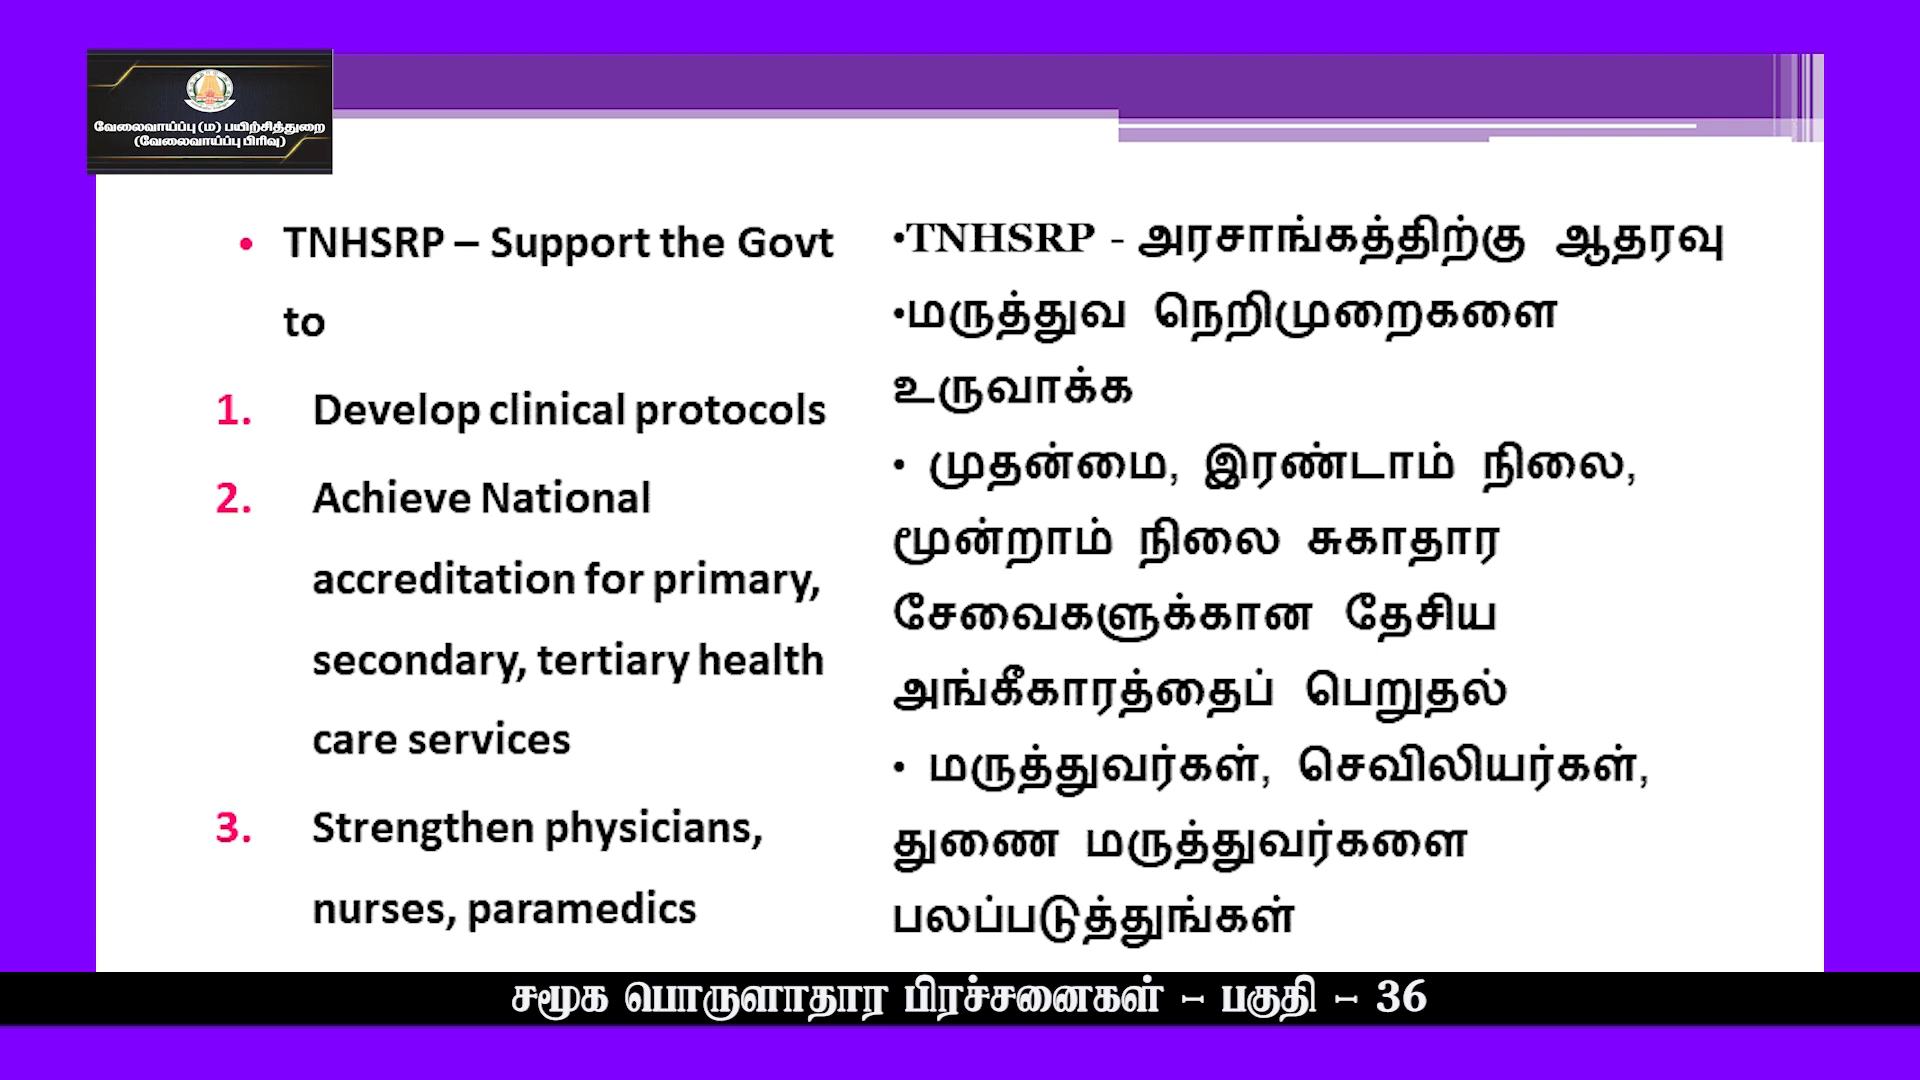 வேலைவாய்ப்பு (ம) பயிற்சித்துறை
(வேலைவாய்ப்பு பிரிவு)
• TNHSRP – Support the Govt
to
1. Develop clinical protocols
2. Achieve National
accreditation for primary,
secondary, tertiary health
care services
3. Strengthen physicians,
nurses, paramedics
•TNHSRP - அரசாங்கத்திற்கு ஆதரவு
•மருத்துவ நெறிமுறைகளை
உருவாக்க
• முதன்மை, இரண்டாம் நிலை,
மூன்றாம் நிலை சுகாதார
சேவைகளுக்கான தேசிய
அங்கீகாரத்தைப் பெறுதல்
• மருத்துவர்கள், செவிலியர்கள்,
துணை மருத்துவர்களை
பலப்படுத்துங்கள்
சமூக பொருளாதார பிரச்சனைகள் – பகுதி – 36